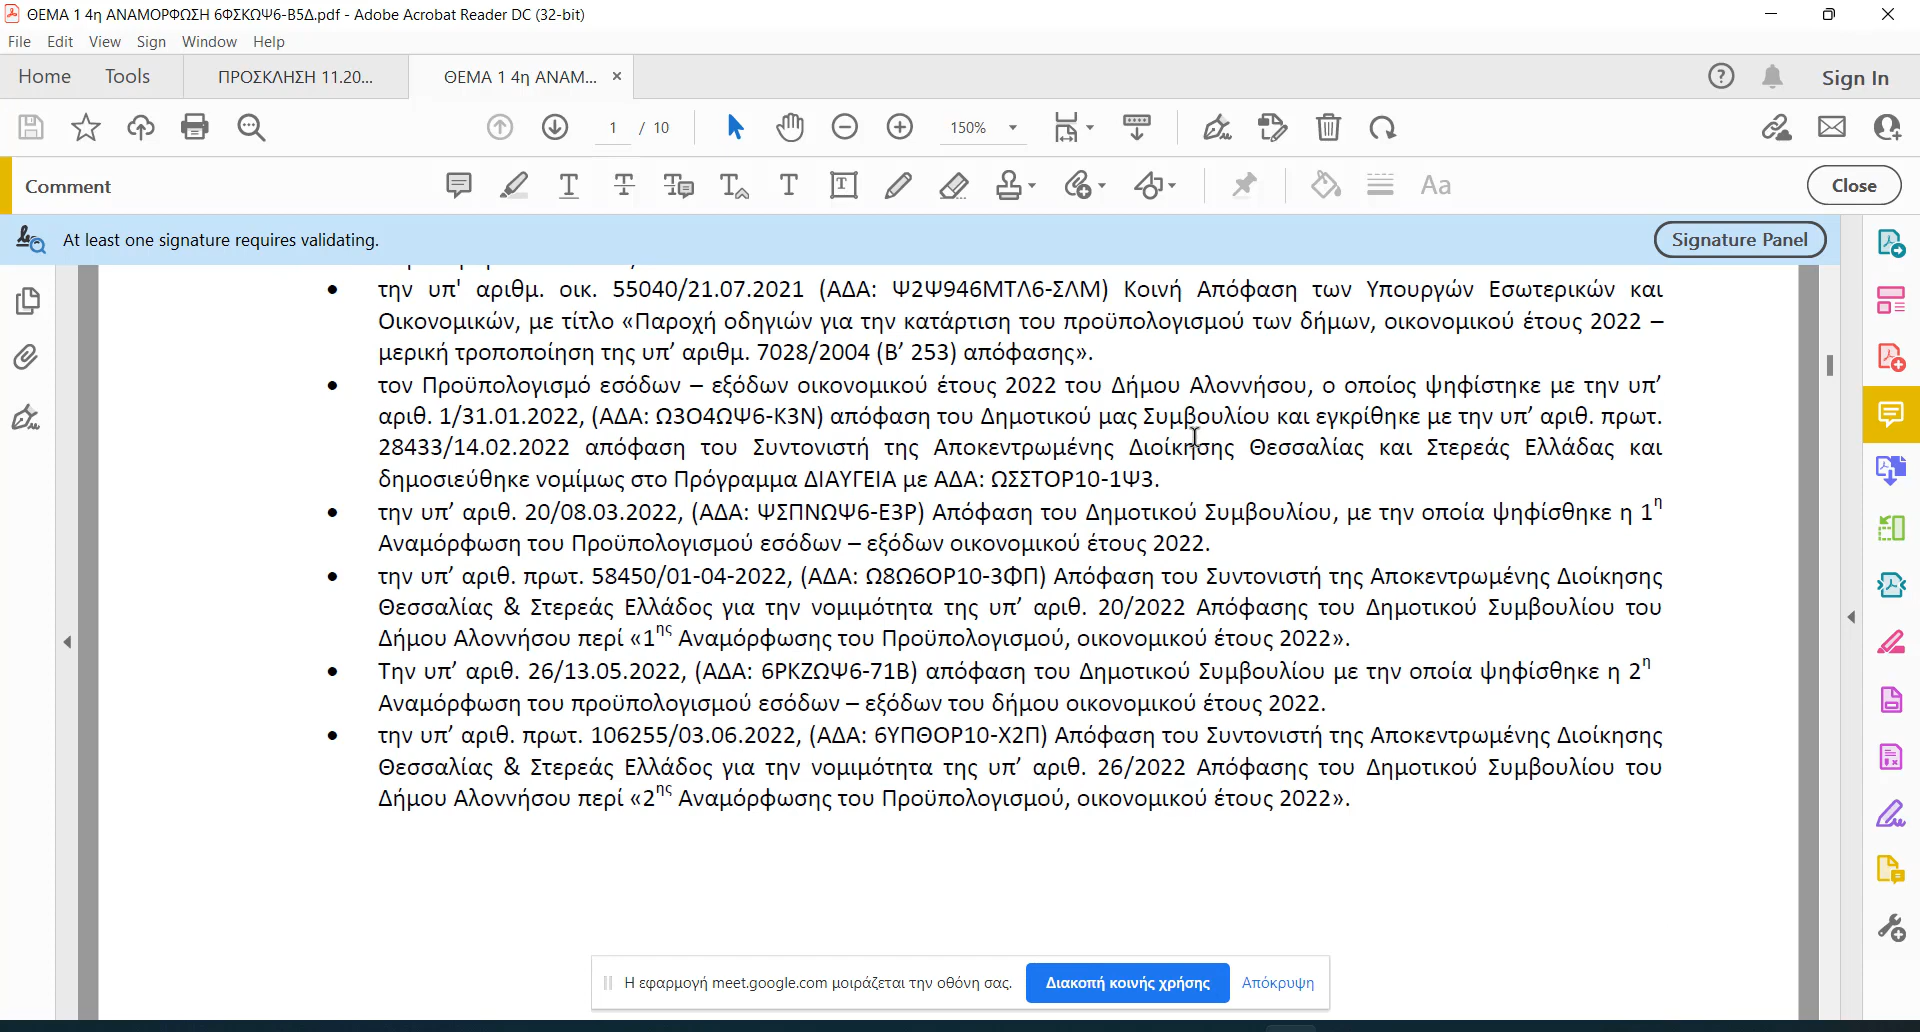 ΘΕΜΑ 1 4η ΑΝΑΜΟΡΦΩΣΗ 6ΦΣΚΩΨ6-Β5Δ.pdf - Adobe Acrobat Reader DC (32-bit)
File Edit View Sign Window Help
Home Tools ΠΡΟΣΚΛΗΣΗ 11.20... ΘΕΜΑ 1 4η ΑΝΑΜ... × Sign In
1 / 10 150%
Comment Close
At least one signature requires validating. Signature Panel
• την υπ' αριθμ. οικ. 55040/21.07.2021 (ΑΔΑ: Ψ2Ψ946ΜΤΛ6-ΣΛΜ) Κοινή Απόφαση των Υπουργών Εσωτερικών και
Οικονομικών, με τίτλο «Παροχή οδηγιών για την κατάρτιση του προϋπολογισμού των δήμων, οικονομικού έτους 2022 –
μερική τροποποίηση της υπ’ αριθμ. 7028/2004 (Β’ 253) απόφασης».
• τον Προϋπολογισμό εσόδων – εξόδων οικονομικού έτους 2022 του Δήμου Αλοννήσου, ο οποίος ψηφίστηκε με την υπ’
αριθ. 1/31.01.2022, (ΑΔΑ: Ω3Ο4ΩΨ6-Κ3Ν) απόφαση του Δημοτικού μας Συμβουλίου και εγκρίθηκε με την υπ’ αριθ. πρωτ.
28433/14.02.2022 απόφαση του Συντονιστή της Αποκεντρωμένης Διοίκησης Θεσσαλίας και Στερεάς Ελλάδας και
δημοσιεύθηκε νομίμως στο Πρόγραμμα ΔΙΑΥΓΕΙΑ με ΑΔΑ: ΩΣΣΤΟΡ10-1Ψ3.
• την υπ’ αριθ. 20/08.03.2022, (ΑΔΑ: ΨΣΠΝΩΨ6-Ε3Ρ) Απόφαση του Δημοτικού Συμβουλίου, με την οποία ψηφίσθηκε η 1η
Αναμόρφωση του Προϋπολογισμού εσόδων – εξόδων οικονομικού έτους 2022.
• την υπ’ αριθ. πρωτ. 58450/01-04-2022, (ΑΔΑ: Ω8Ω6ΟΡ10-3ΦΠ) Απόφαση του Συντονιστή της Αποκεντρωμένης Διοίκησης
Θεσσαλίας & Στερεάς Ελλάδος για την νομιμότητα της υπ’ αριθ. 20/2022 Απόφασης του Δημοτικού Συμβουλίου του
Δήμου Αλοννήσου περί «1ης Αναμόρφωσης του Προϋπολογισμού, οικονομικού έτους 2022».
• Την υπ’ αριθ. 26/13.05.2022, (ΑΔΑ: 6ΡΚΖΩΨ6-71Β) απόφαση του Δημοτικού Συμβουλίου με την οποία ψηφίσθηκε η 2η
Αναμόρφωση του προϋπολογισμού εσόδων – εξόδων του δήμου οικονομικού έτους 2022.
• την υπ’ αριθ. πρωτ. 106255/03.06.2022, (ΑΔΑ: 6ΥΠΘΟΡ10-Χ2Π) Απόφαση του Συντονιστή της Αποκεντρωμένης Διοίκησης
Θεσσαλίας & Στερεάς Ελλάδος για την νομιμότητα της υπ’ αριθ. 26/2022 Απόφασης του Δημοτικού Συμβουλίου του
Δήμου Αλοννήσου περί «2ης Αναμόρφωσης του Προϋπολογισμού, οικονομικού έτους 2022».
Η εφαρμογή meet.google.com μοιράζεται την οθόνη σας. Διακοπή κοινής χρήσης Απόκρυψη